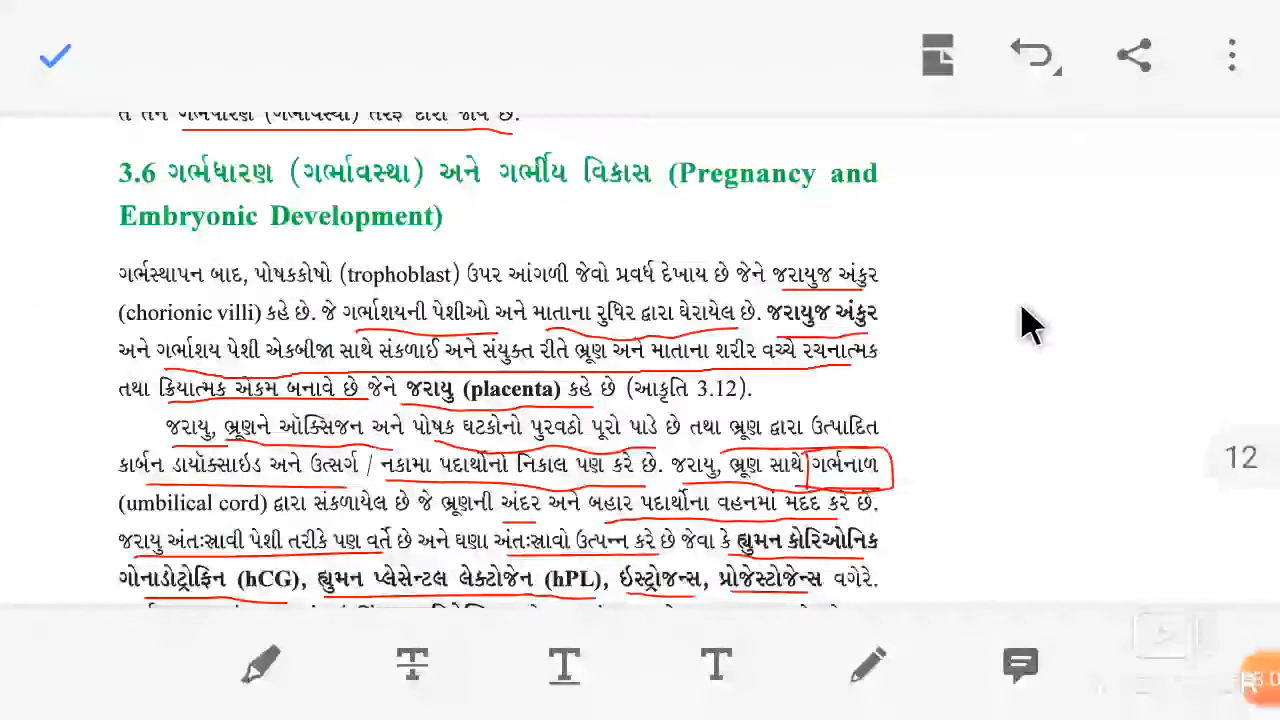 3.6 ગર્ભધારણ (ગર્ભાવસ્થા) અને ગર્ભીય વિકાસ (Pregnancy and
Embryonic Development)
ગર્ભસ્થાપન બાદ, પોષકકોષો (trophoblast) ઉપર આંગળી જેવો પ્રવર્ધ દેખાય છે જેને જરાયુજ અંકુર
(chorionic villi) કહે છે. જે ગર્ભાશયની પેશીઓ અને માતાના રુધિર દ્વારા ઘેરાયેલ છે. જરાયુજ અંકુર
અને ગર્ભાશય પેશી એકબીજા સાથે સંકળાઈ અને સંયુક્ત રીતે ભ્રૂણ અને માતાના શરીર વચ્ચે રચનાત્મક
તથા ક્રિયાત્મક એકમ બનાવે છે જેને જરાયુ (placenta) કહે છે (આકૃતિ 3.12).
જરાયુ, ભ્રૂણને ઑક્સિજન અને પોષક ઘટકોનો પુરવઠો પૂરો પાડે છે તથા ભ્રૂણ દ્વારા ઉત્પાદિત
કાર્બન ડાયૉક્સાઇડ અને ઉત્સર્ગ / નકામા પદાર્થોનો નિકાલ પણ કરે છે. જરાયુ, ભ્રૂણ સાથે ગર્ભનાળ
(umbilical cord) દ્વારા સંકળાયેલ છે જે ભ્રૂણની અંદર અને બહાર પદાર્થોના વહનમાં મદદ કરે છે.
જરાયુ અંતઃસ્રાવી પેશી તરીકે પણ વર્તે છે અને ઘણા અંતઃસ્રાવો ઉત્પન્ન કરે છે જેવા કે હ્યુમન કોરિઓનિક
ગોનાડોટ્રોફિન (hCG), હ્યુમન પ્લેસેન્ટલ લેક્ટોજેન (hPL), ઇસ્ટ્રોજન્સ, પ્રોજેસ્ટોજેન્સ વગેરે.
12
T T T